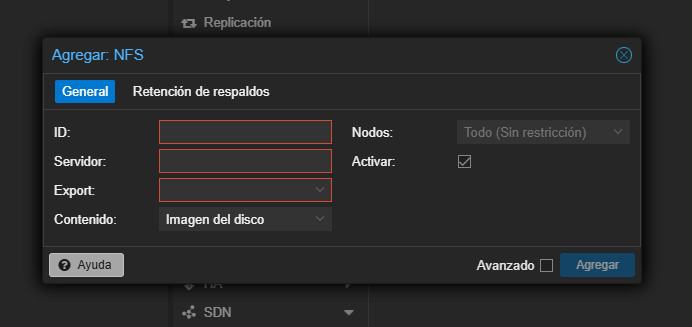 Replicación
Agregar: NFS
General Retención de respaldos
ID: Nodos: Todo (Sin restricción)
Servidor: Activar:
Export:
Contenido: Imagen del disco
Ayuda Avanzado Agregar
HA
SDN